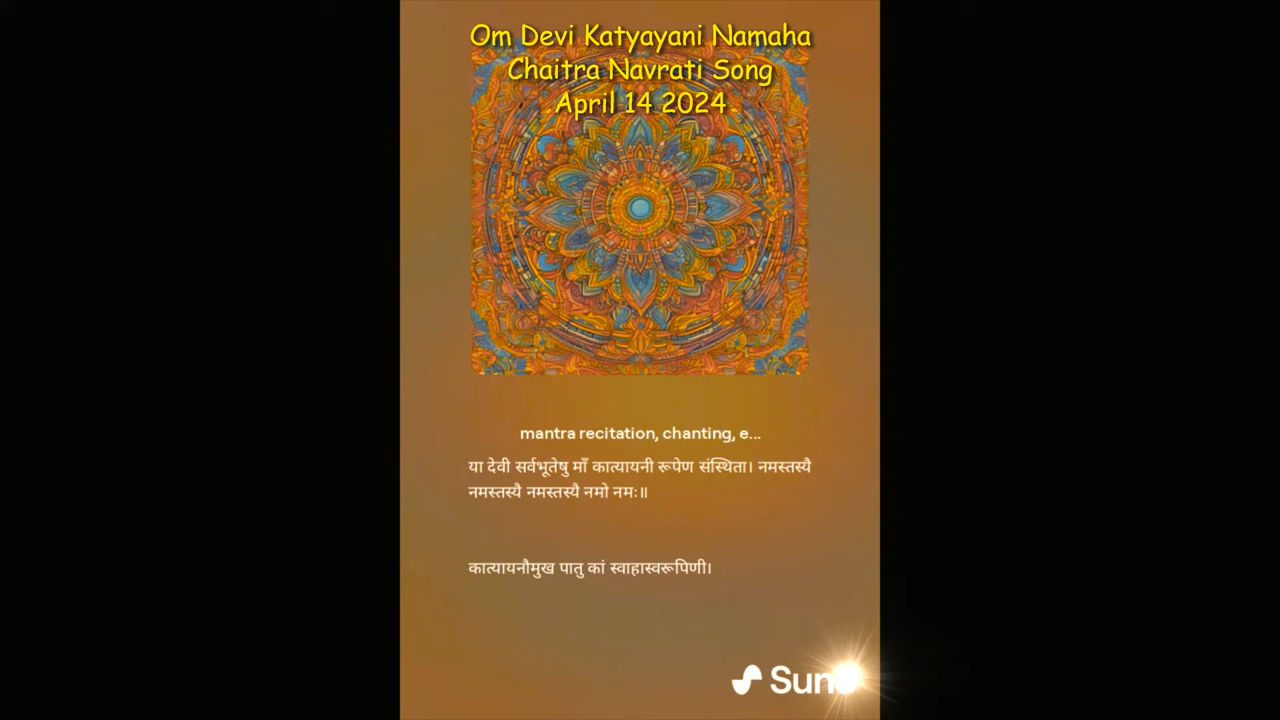 Om Devi Katyayani Namaha
Chaitra Navrati Song
April 14 2024
mantra recitation, chanting, e...
या देवी सर्वभूतेषु माँ कात्यायनी रूपेण संस्थिता। नमस्तस्यै
नमस्तस्यै नमस्तस्यै नमो नमः॥
कात्यायनौमुख पातु कां स्वाहास्वरूपिणी।
Suno